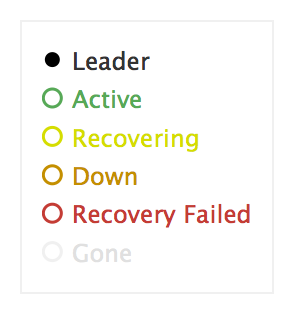 Leader
Active
Recovering
Down
Recovery Failed
Gone